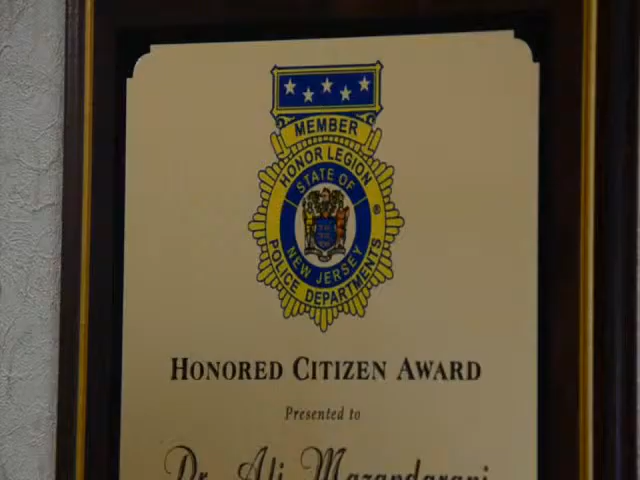 MEMBER
HONOR LEGION
STATE OF
NEW JERSEY
POLICE DEPARTMENTS
®
HONORED CITIZEN AWARD
Presented to
Dr. Ali Mazandarani